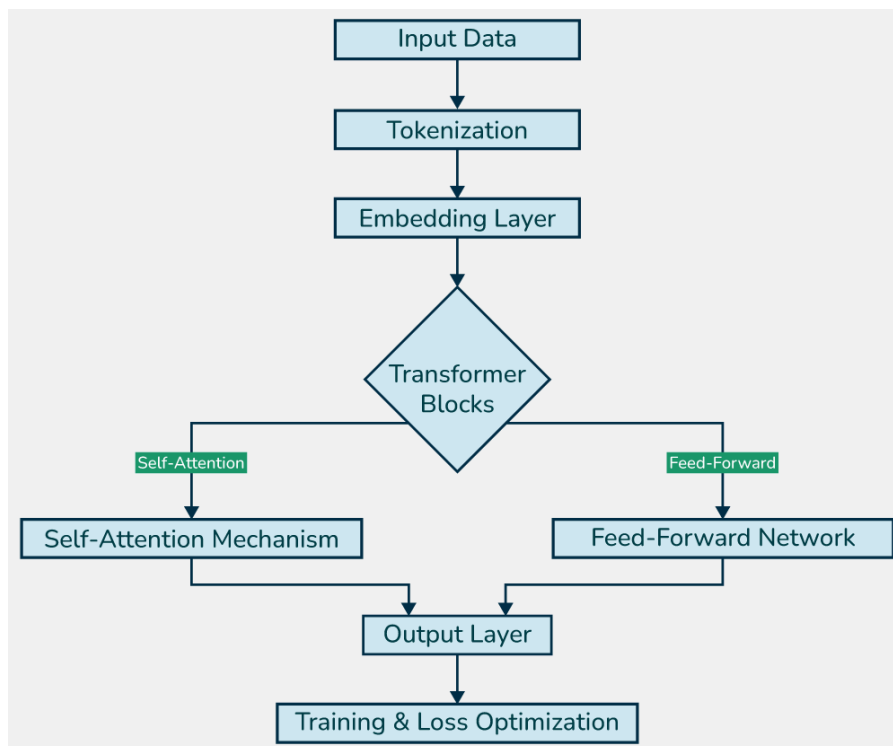 Input Data
Tokenization
Embedding Layer
Transformer
Blocks
Self-Attention
Feed-Forward
Self-Attention Mechanism
Feed-Forward Network
Output Layer
Training & Loss Optimization